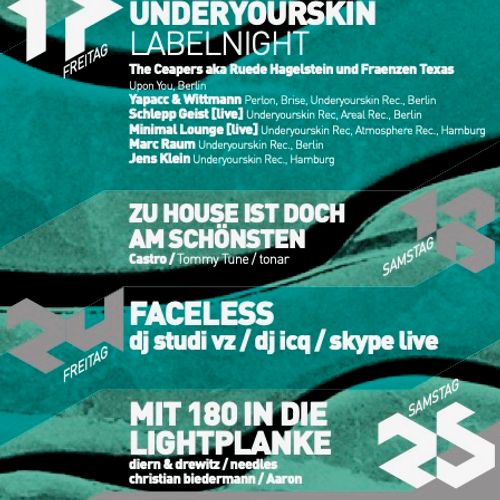 17
FREITAG
UNDERYOURSKIN
LABELNIGHT
The Ceapers aka Ruede Hagelstein und Fraenzen Texas
Upon You, Berlin
Yapacc & Wittmann Perlon, Brise, Underyourskin Rec., Berlin
Schlepp Geist [live] Underyourskin Rec, Areal Rec., Berlin
Minimal Lounge [live] Underyourskin Rec, Atmosphere Rec., Hamburg
Marc Raum Underyourskin Rec., Berlin
Jens Klein Underyourskin Rec., Hamburg
ZU HOUSE IST DOCH
AM SCHÖNSTEN
Castro / Tommy Tune / tonar
SAMSTAG
18
24
FREITAG
FACELESS
dj studi vz / dj icq / skype live
MIT 180 IN DIE
LIGHTPLANKE
diern & drewitz / needles
christian biedermann / Aaron
SAMSTAG
25